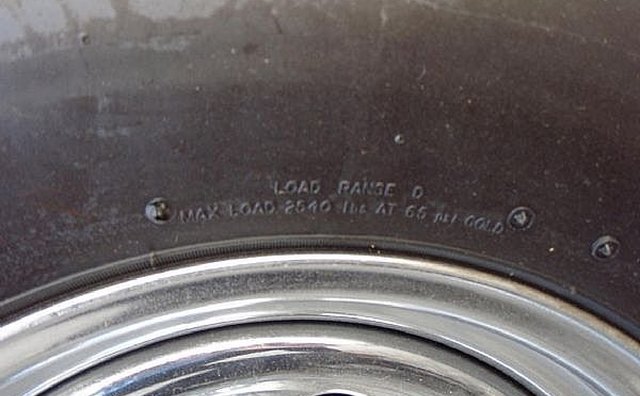 LOAD RANGE D
MAX LOAD 2540 lbs AT 65 psi COLD